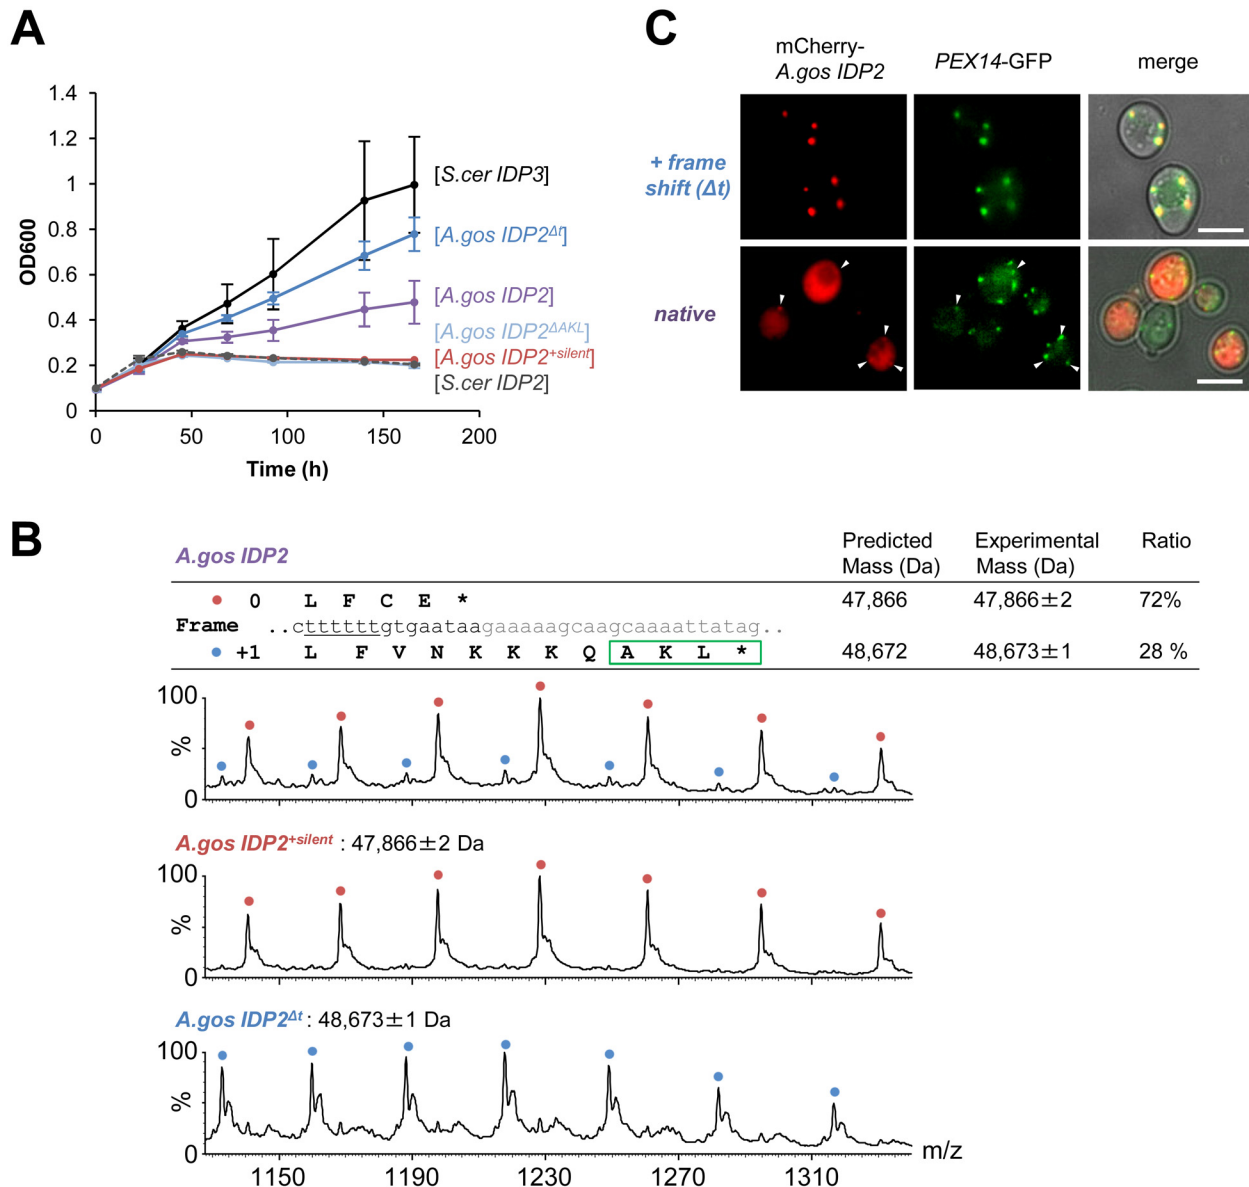 A
1.4
1.2
1
0.8
0.6
0.4
0.2
0
OD600
0 50 100 150 200
Time (h)
[S.cer IDP3]
[A.gos IDP2Δt]
[A.gos IDP2]
[A.gos IDP2ΔAKL]
[A.gos IDP2+silent]
[S.cer IDP2]
C
mCherry-
A.gos IDP2
PEX14-GFP
merge
+ frame
shift (Δt)
native
B
A.gos IDP2
Predicted
Mass (Da)
Experimental
Mass (Da)
Ratio
0 L F C E * 47,866 47,866±2 72%
Frame ..cttttttgtgaataagaaaaagcaagcaaaattatag..
+1 L F V N K K K Q A K L * 48,672 48,673±1 28 %
100
%
0
A.gos IDP2+silent : 47,866±2 Da
100
%
0
A.gos IDP2Δt : 48,673±1 Da
100
%
0
1150 1190 1230 1270 1310
m/z